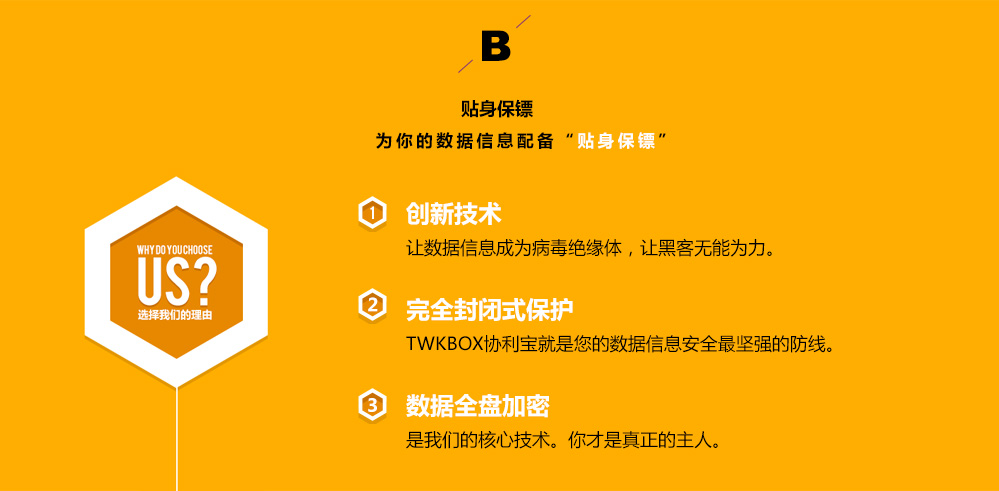 B
贴身保镖
为你的数据信息配备“贴身保镖”
WHY DO YOU CHOOSE
US?
选择我们的理由
1 创新技术
让数据信息成为病毒绝缘体，让黑客无能为力。
2 完全封闭式保护
TWKBOX协利宝就是您的数据信息安全最坚强的防线。
3 数据全盘加密
是我们的核心技术。你才是真正的主人。